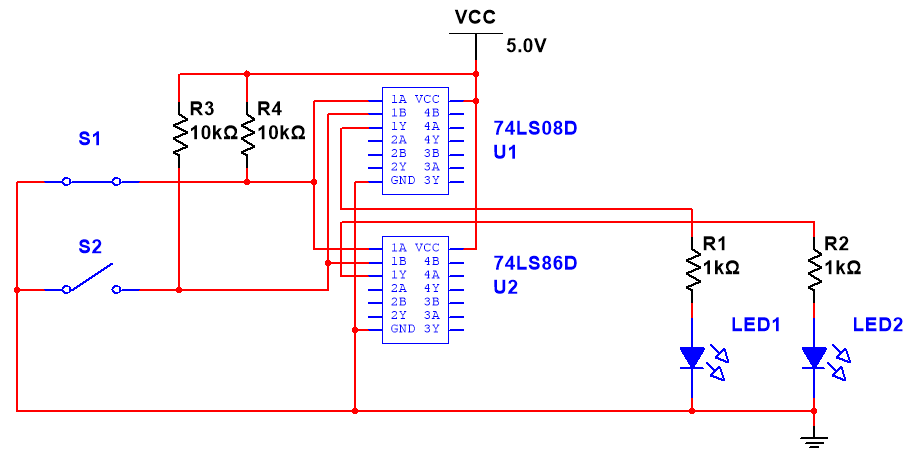 VCC
5.0V
R3
10kΩ
R4
10kΩ
S1
S2
1A VCC
1B 4B
1Y 4A
2A 4Y
2B 3B
2Y 3A
GND 3Y
74LS08D
U1
1A VCC
1B 4B
1Y 4A
2A 4Y
2B 3B
2Y 3A
GND 3Y
74LS86D
U2
R1
1kΩ
R2
1kΩ
LED1
LED2